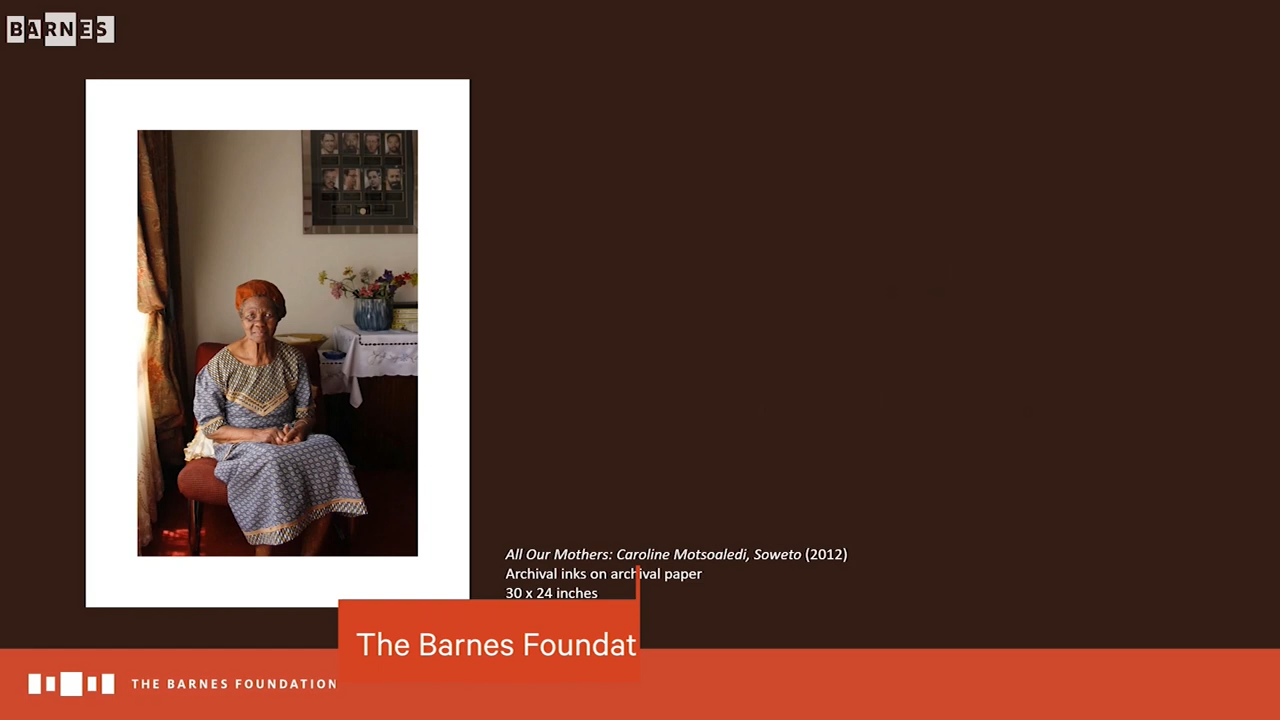 BARNES
All Our Mothers: Caroline Motsoaledi, Soweto (2012)
Archival inks on archival paper
30 x 24 inches
The Barnes Foundat
THE BARNES FOUNDATION